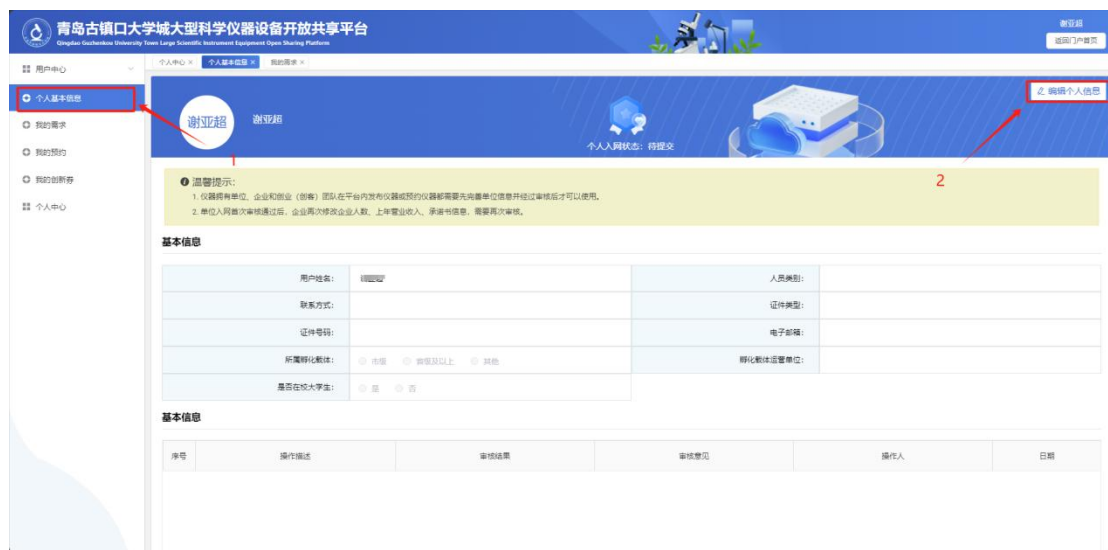 青岛古镇口大学城大型科学仪器设备开放共享平台
Qingdao Guzhenkou University Town Large Scientific Instrument Equipment Open Sharing Platform
谢亚超
返回门户首页
用户中心
个人中心 × 个人基本信息 × 我的需求 ×
个人基本信息
我的需求
我的预约
我的创新券
个人中心
编辑个人信息
谢亚超 谢亚超
个人入网状态：待提交
1
2
温馨提示：
1. 仪器拥有单位、企业和创业（创客）团队在平台内发布仪器或预约仪器都需要先完善单位信息并经过审核后才可以使用。
2. 单位入网首次审核通过后，企业再次修改企业人数、上年营业收入、承诺书信息，需要再次审核。
基本信息
用户姓名： 人员类别：
联系方式： 证件类型：
证件号码： 电子邮箱：
所属孵化载体： 市级 省级及以上 其他 孵化载体运营单位：
是否在校大学生： 是 否
基本信息
序号 操作描述 审核结果 审核意见 操作人 日期